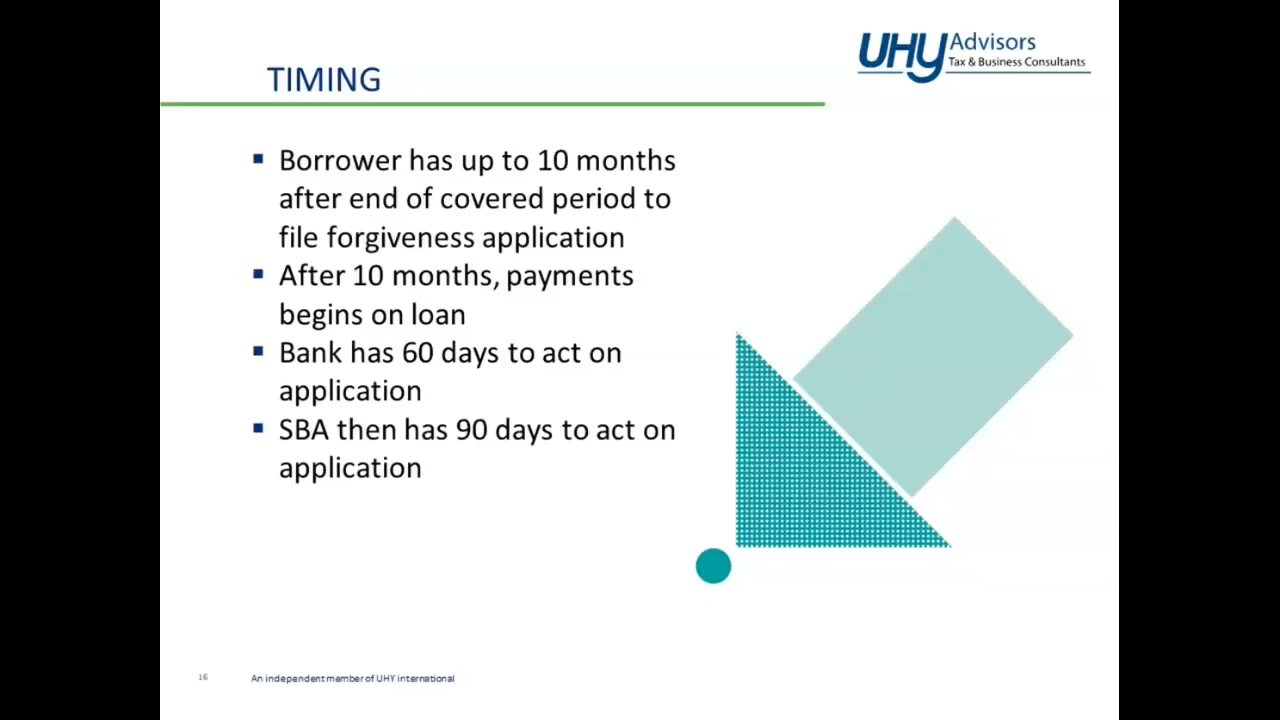 UHY Advisors
Tax & Business Consultants
TIMING
▪ Borrower has up to 10 months
after end of covered period to
file forgiveness application
▪ After 10 months, payments
begins on loan
▪ Bank has 60 days to act on
application
▪ SBA then has 90 days to act on
application
16
An independent member of UHY international